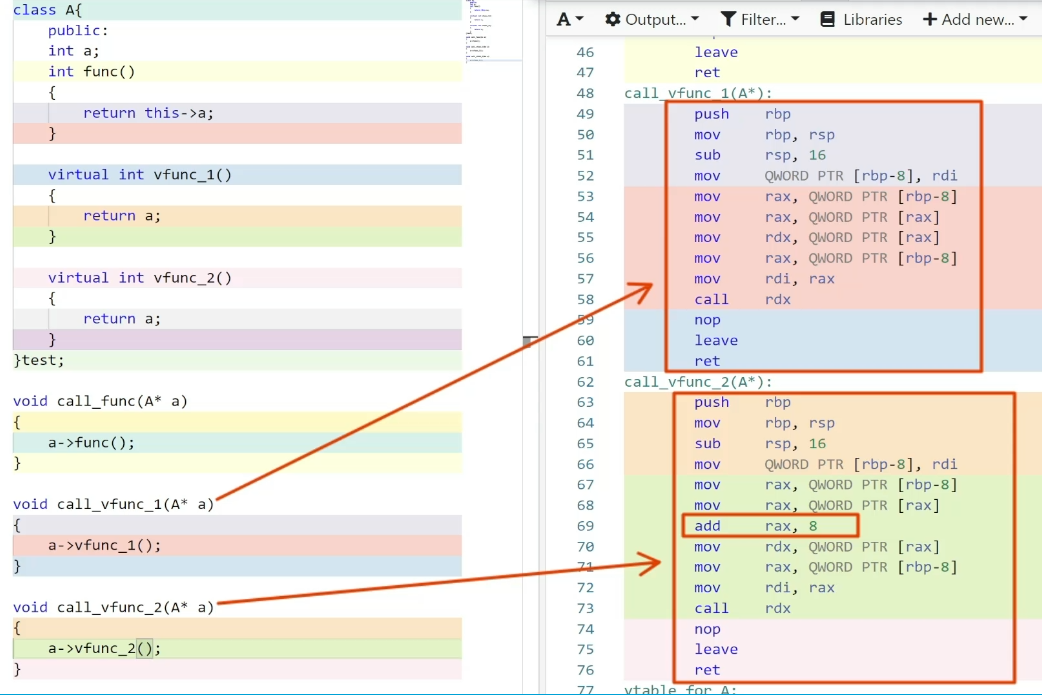 class A{
public:
int a;
int func()
{
return this->a;
}
virtual int vfunc_1()
{
return a;
}
virtual int vfunc_2()
{
return a;
}
}test;
void call_func(A* a)
{
a->func();
}
void call_vfunc_1(A* a)
{
a->vfunc_1();
}
void call_vfunc_2(A* a)
{
a->vfunc_2();
}
A Output... Filter... Libraries + Add new...
46 leave
47 ret
48 call_vfunc_1(A*):
49 push rbp
50 mov rbp, rsp
51 sub rsp, 16
52 mov QWORD PTR [rbp-8], rdi
53 mov rax, QWORD PTR [rbp-8]
54 mov rax, QWORD PTR [rax]
55 mov rdx, QWORD PTR [rax]
56 mov rax, QWORD PTR [rbp-8]
57 mov rdi, rax
58 call rdx
59 nop
60 leave
61 ret
62 call_vfunc_2(A*):
63 push rbp
64 mov rbp, rsp
65 sub rsp, 16
66 mov QWORD PTR [rbp-8], rdi
67 mov rax, QWORD PTR [rbp-8]
68 mov rax, QWORD PTR [rax]
69 add rax, 8
70 mov rdx, QWORD PTR [rax]
71 mov rax, QWORD PTR [rbp-8]
72 mov rdi, rax
73 call rdx
74 nop
75 leave
76 ret
77 vtable for A: